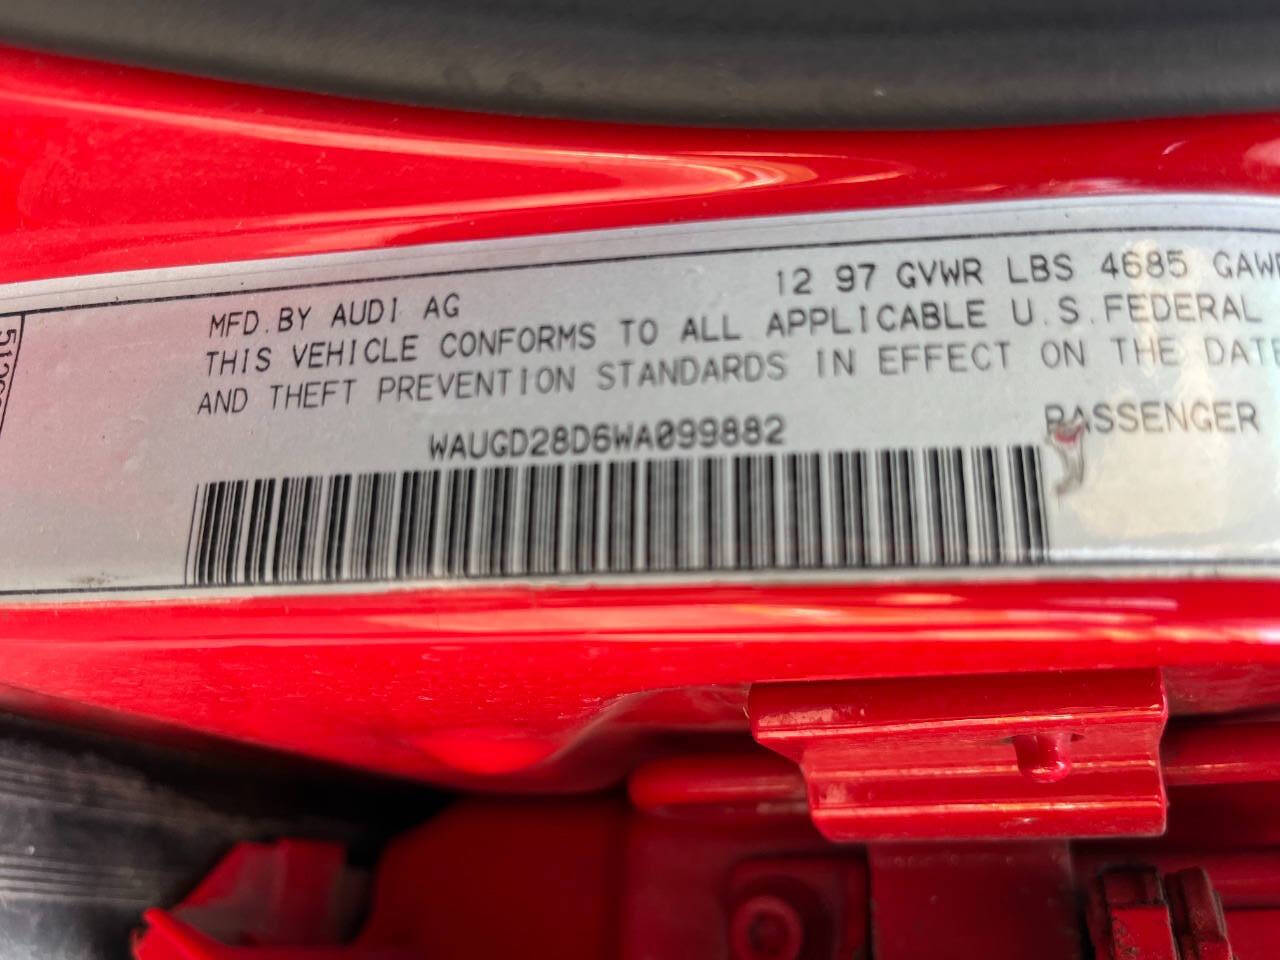 MFD. BY AUDI AG 12 97 GVWR LBS 4685
THIS VEHICLE CONFORMS TO ALL APPLICABLE U.S. FEDERAL
AND THEFT PREVENTION STANDARDS IN EFFECT ON THE DATE
WAUGD28D6WA099882 PASSENGER